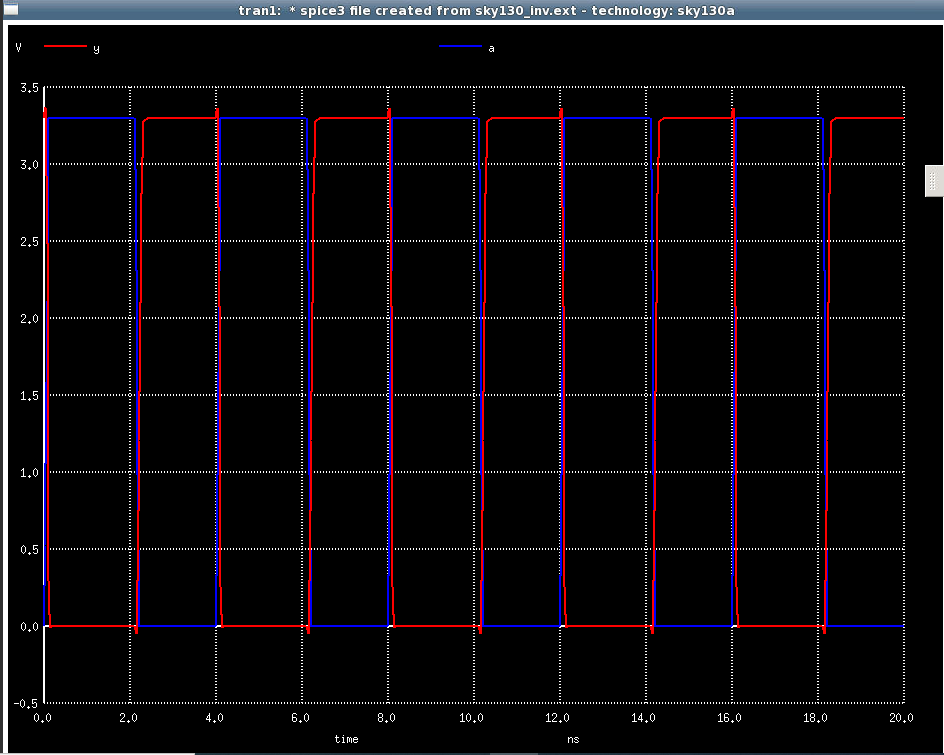 tran1: * spice3 file created from sky130_inv.ext - technology: sky130a
V y a
3.5
3.0
2.5
2.0
1.5
1.0
0.5
0.0
-0.5
0.0 2.0 4.0 6.0 8.0 10.0 12.0 14.0 16.0 18.0 20.0
time ns